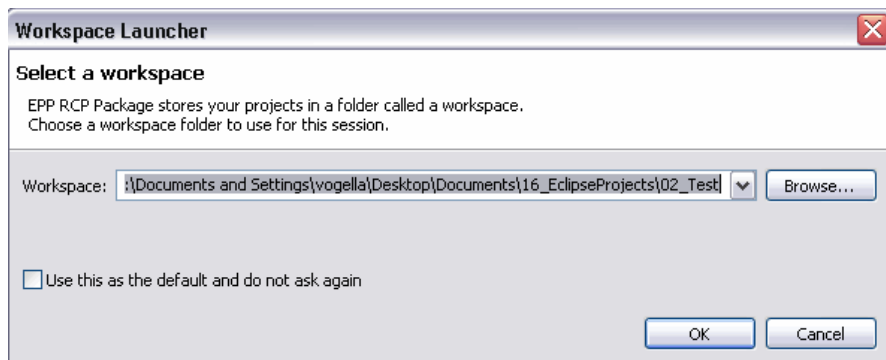 Workspace Launcher
Select a workspace
EPP RCP Package stores your projects in a folder called a workspace.
Choose a workspace folder to use for this session.
Workspace: :\Documents and Settings\vogella\Desktop\Documents\16_EclipseProjects\02_Test Browse...
Use this as the default and do not ask again
OK Cancel